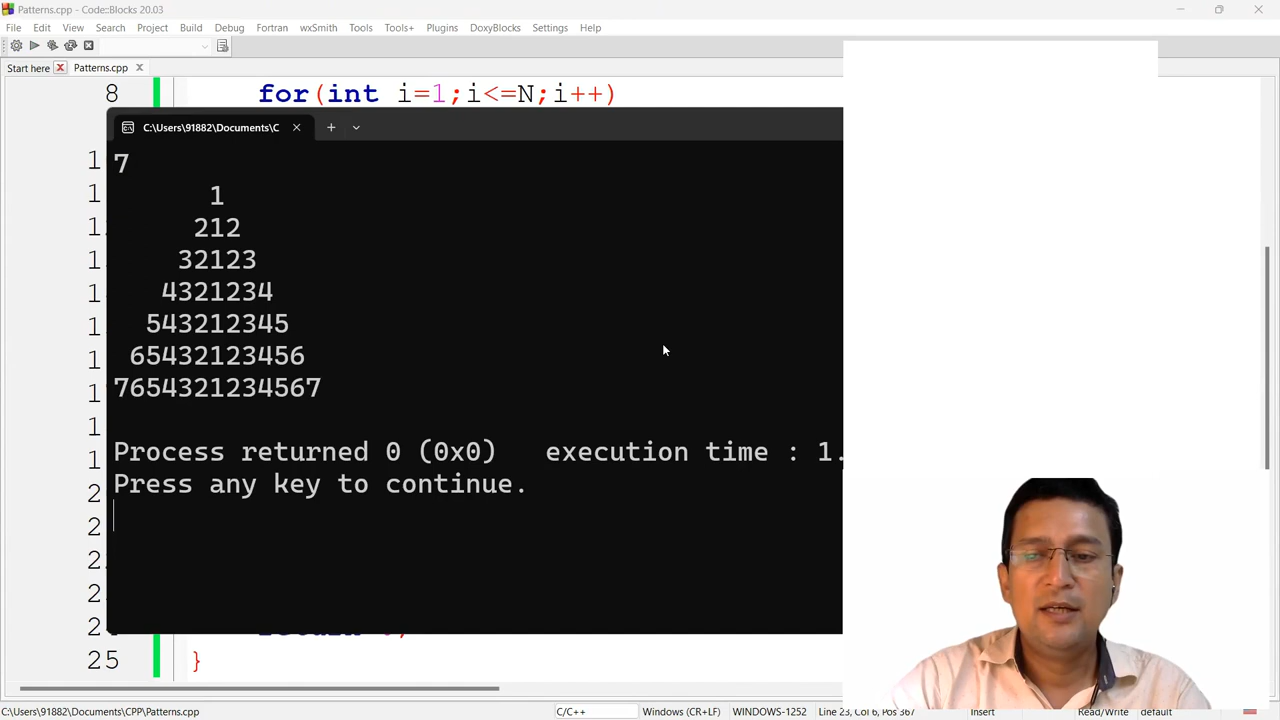 Patterns.cpp - Code::Blocks 20.03
File Edit View Search Project Build Debug Fortran wxSmith Tools Tools+ Plugins DoxyBlocks Settings Help
Start here Patterns.cpp
8 for(int i=1;i<=N;i++)
C:\Users\91882\Documents\C
7
1
212
32123
4321234
543212345
65432123456
7654321234567
Process returned 0 (0x0) execution time : 1.
Press any key to continue.
25 }
C:\Users\91882\Documents\CPP\Patterns.cpp C/C++ Windows (CR+LF) WINDOWS-1252 Line 23, Col 6, Pos 367 Insert Read/Write default